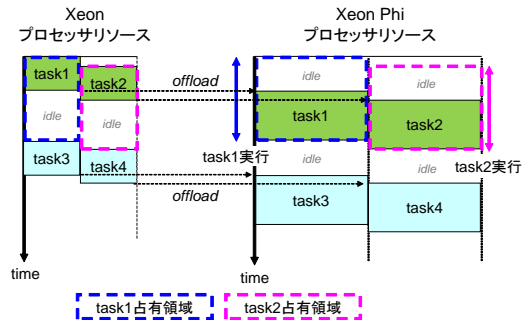 Xeon
プロセッサリソース
Xeon Phi
プロセッサリソース
task1
task2
offload
idle
idle
idle
idle
task1
task2
task3
task4
task1実行
idle
idle
task2実行
offload
task3
task4
time
time
task1占有領域
task2占有領域